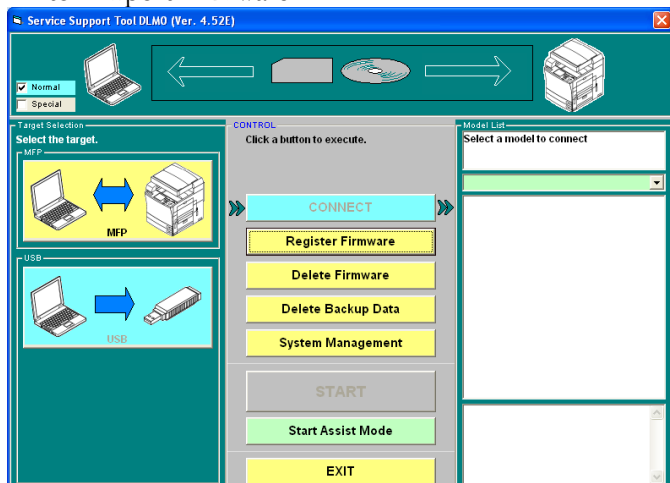 Service Support Tool DLMO (Ver. 4.52E)
Normal
Special
Target Selection
Select the target.
MFP
MFP
USB
USB
CONTROL
Click a button to execute.
CONNECT
Register Firmware
Delete Firmware
Delete Backup Data
System Management
START
Start Assist Mode
EXIT
Model List
Select a model to connect